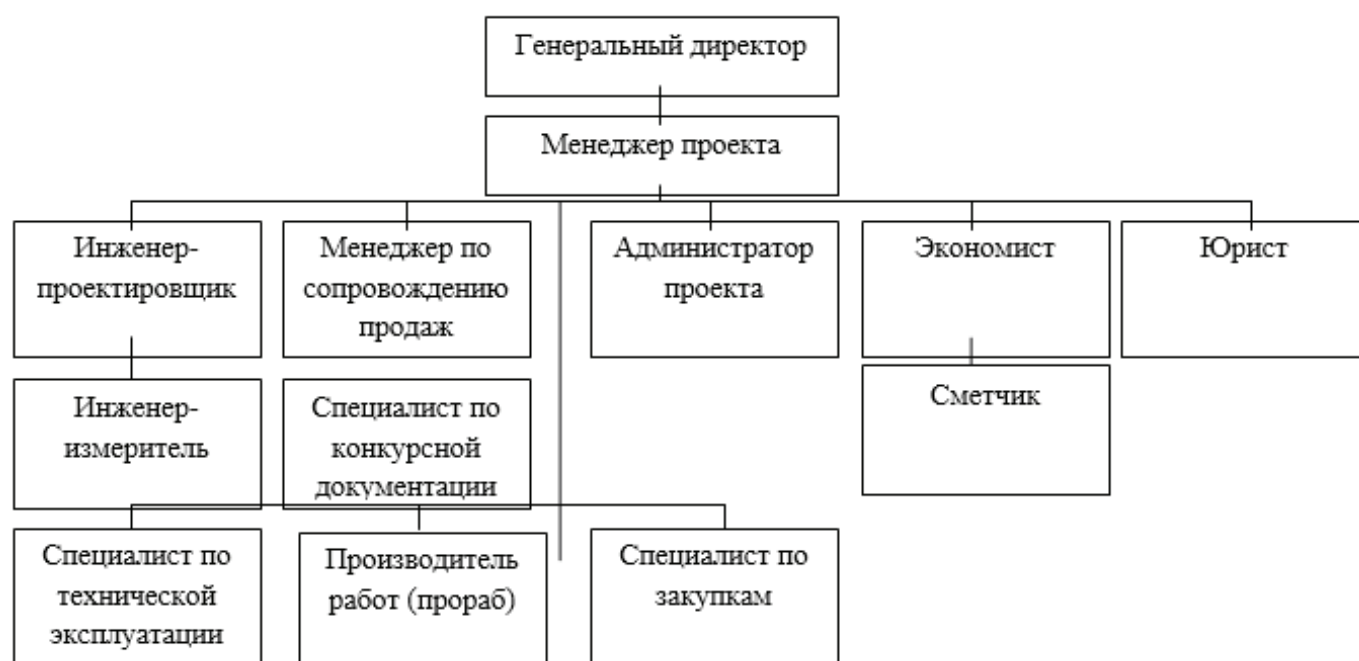 Генеральный директор
Менеджер проекта
Инженер-
проектировщик
Менеджер по
сопровождению
продаж
Администратор
проекта
Экономист
Юрист
Инженер-
измеритель
Специалист по
конкурсной
документации
Сметчик
Специалист по
технической
эксплуатации
Производитель
работ (прораб)
Специалист по
закупкам